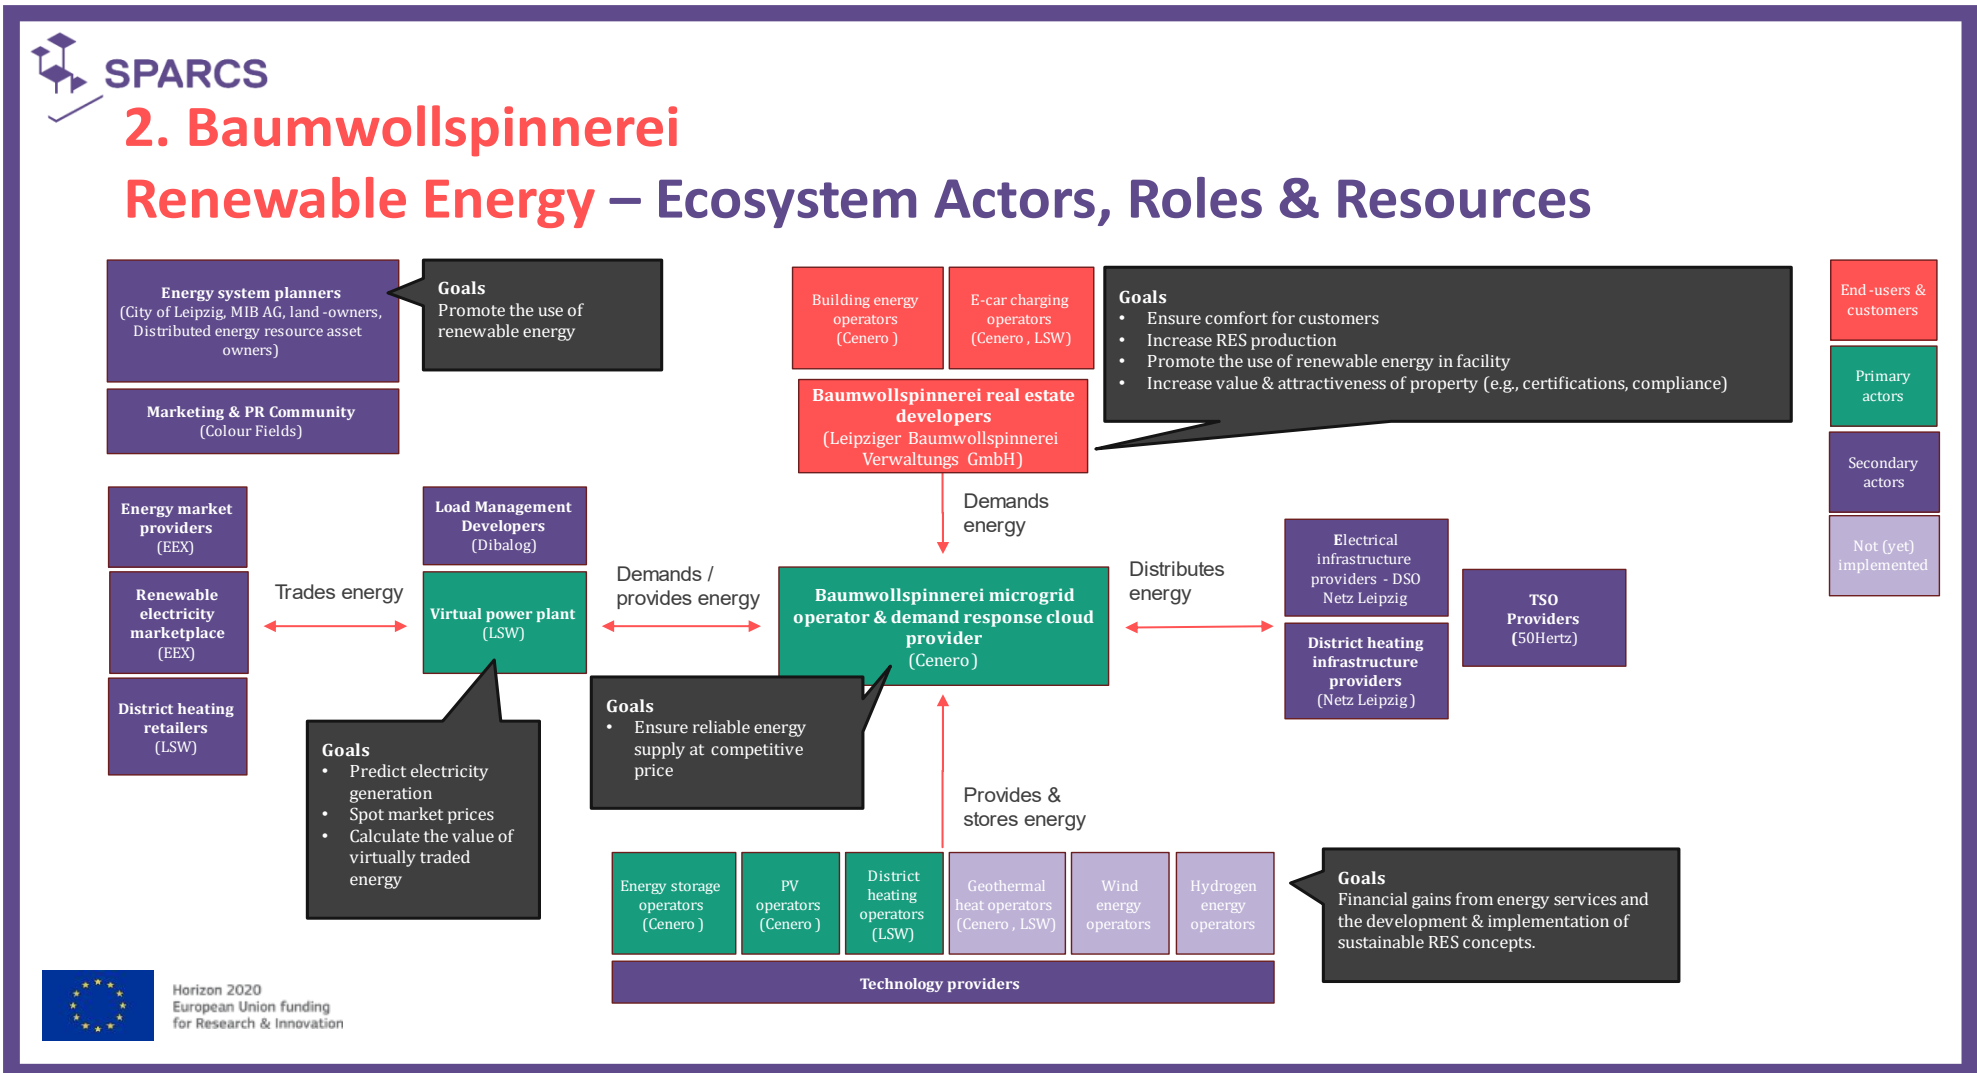 SPARCS
2. Baumwollspinnerei
Renewable Energy – Ecosystem Actors, Roles & Resources
Energy system planners
(City of Leipzig, MIB AG, land -owners,
Distributed energy resource asset
owners)
Goals
Promote the use of
renewable energy
Marketing & PR Community
(Colour Fields)
Building energy
operators
(Cenero )
E-car charging
operators
(Cenero , LSW)
Baumwollspinnerei real estate
developers
(Leipziger Baumwollspinnerei
Verwaltungs GmbH)
Goals
• Ensure comfort for customers
• Increase RES production
• Promote the use of renewable energy in facility
• Increase value & attractiveness of property (e.g., certifications, compliance)
End -users &
customers
Primary
actors
Secondary
actors
Not (yet)
implemented
Energy market
providers
(EEX)
Renewable
electricity
marketplace
(EEX)
District heating
retailers
(LSW)
Trades energy
Load Management
Developers
(Dibalog)
Virtual power plant
(LSW)
Goals
• Predict electricity
generation
• Spot market prices
• Calculate the value of
virtually traded
energy
Demands /
provides energy
Demands
energy
Baumwollspinnerei microgrid
operator & demand response cloud
provider
(Cenero )
Goals
• Ensure reliable energy
supply at competitive
price
Distributes
energy
Electrical
infrastructure
providers - DSO
Netz Leipzig
District heating
infrastructure
providers
(Netz Leipzig )
TSO
Providers
(50Hertz)
Provides &
stores energy
Energy storage
operators
(Cenero )
PV
operators
(Cenero )
District
heating
operators
(LSW)
Geothermal
heat operators
(Cenero , LSW)
Wind
energy
operators
Hydrogen
energy
operators
Technology providers
Goals
Financial gains from energy services and
the development & implementation of
sustainable RES concepts.
Horizon 2020
European Union funding
for Research & Innovation